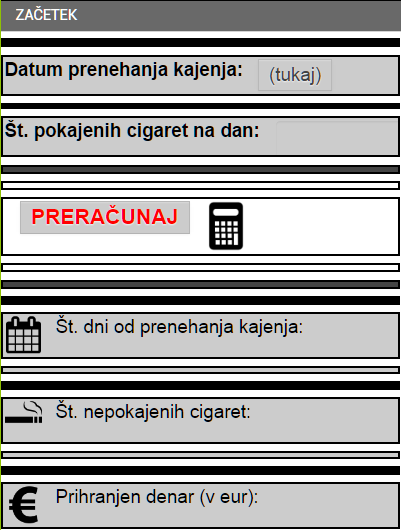 ZAČETEK
Datum prenehanja kajenja: (tukaj)
Št. pokajenih cigaret na dan:
PRERAČUNAJ
Št. dni od prenehanja kajenja:
Št. nepokajenih cigaret:
€ Prihranjen denar (v eur):